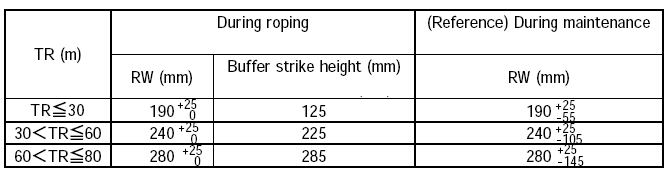 TR (m)
During roping
(Reference) During maintenance
RW (mm)
Buffer strike height (mm)
RW (mm)
TR≦30
190 +25 0
125
190 +25 -55
30<TR≦60
240 +25 0
225
240 +25 -105
60<TR≦80
280 +25 0
285
280 +25 -145